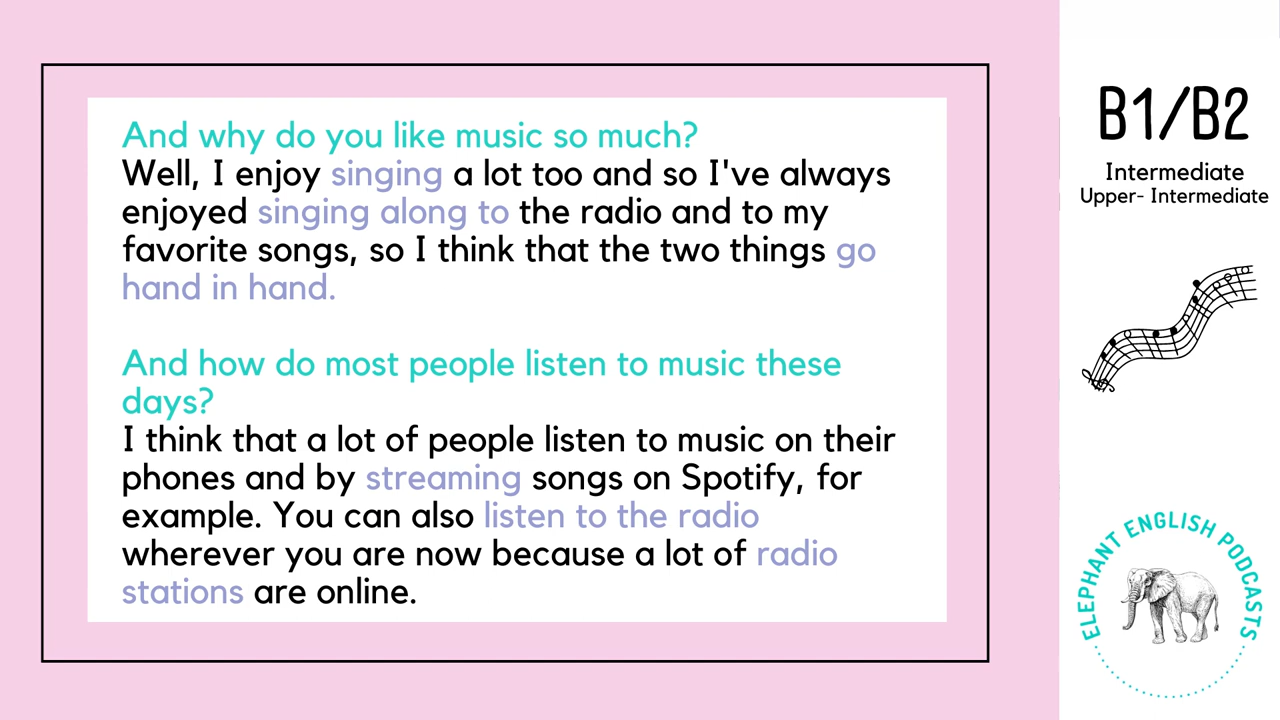 And why do you like music so much?
Well, I enjoy singing a lot too and so I've always
enjoyed singing along to the radio and to my
favorite songs, so I think that the two things go
hand in hand.
And how do most people listen to music these
days?
I think that a lot of people listen to music on their
phones and by streaming songs on Spotify, for
example. You can also listen to the radio
wherever you are now because a lot of radio
stations are online.
B1/B2
Intermediate
Upper- Intermediate
ELEPHANT ENGLISH PODCASTS